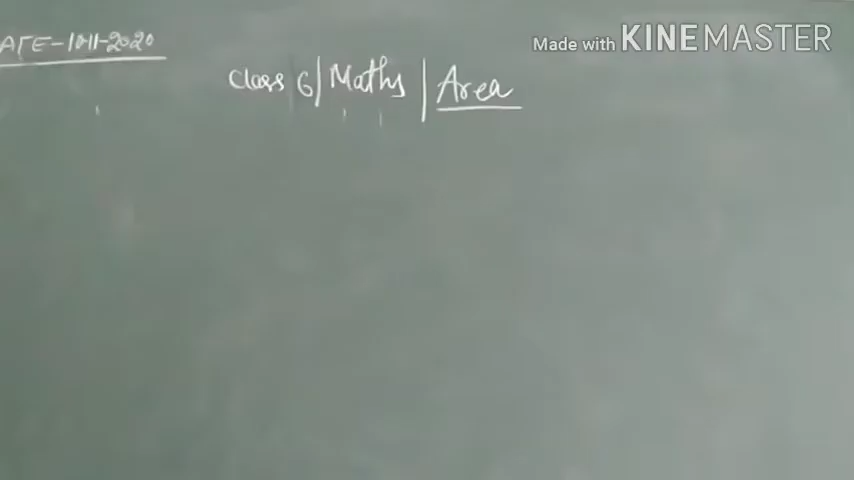 ATE-10-11-2020
Made with KINEMASTER
Class 6 | Maths | Area